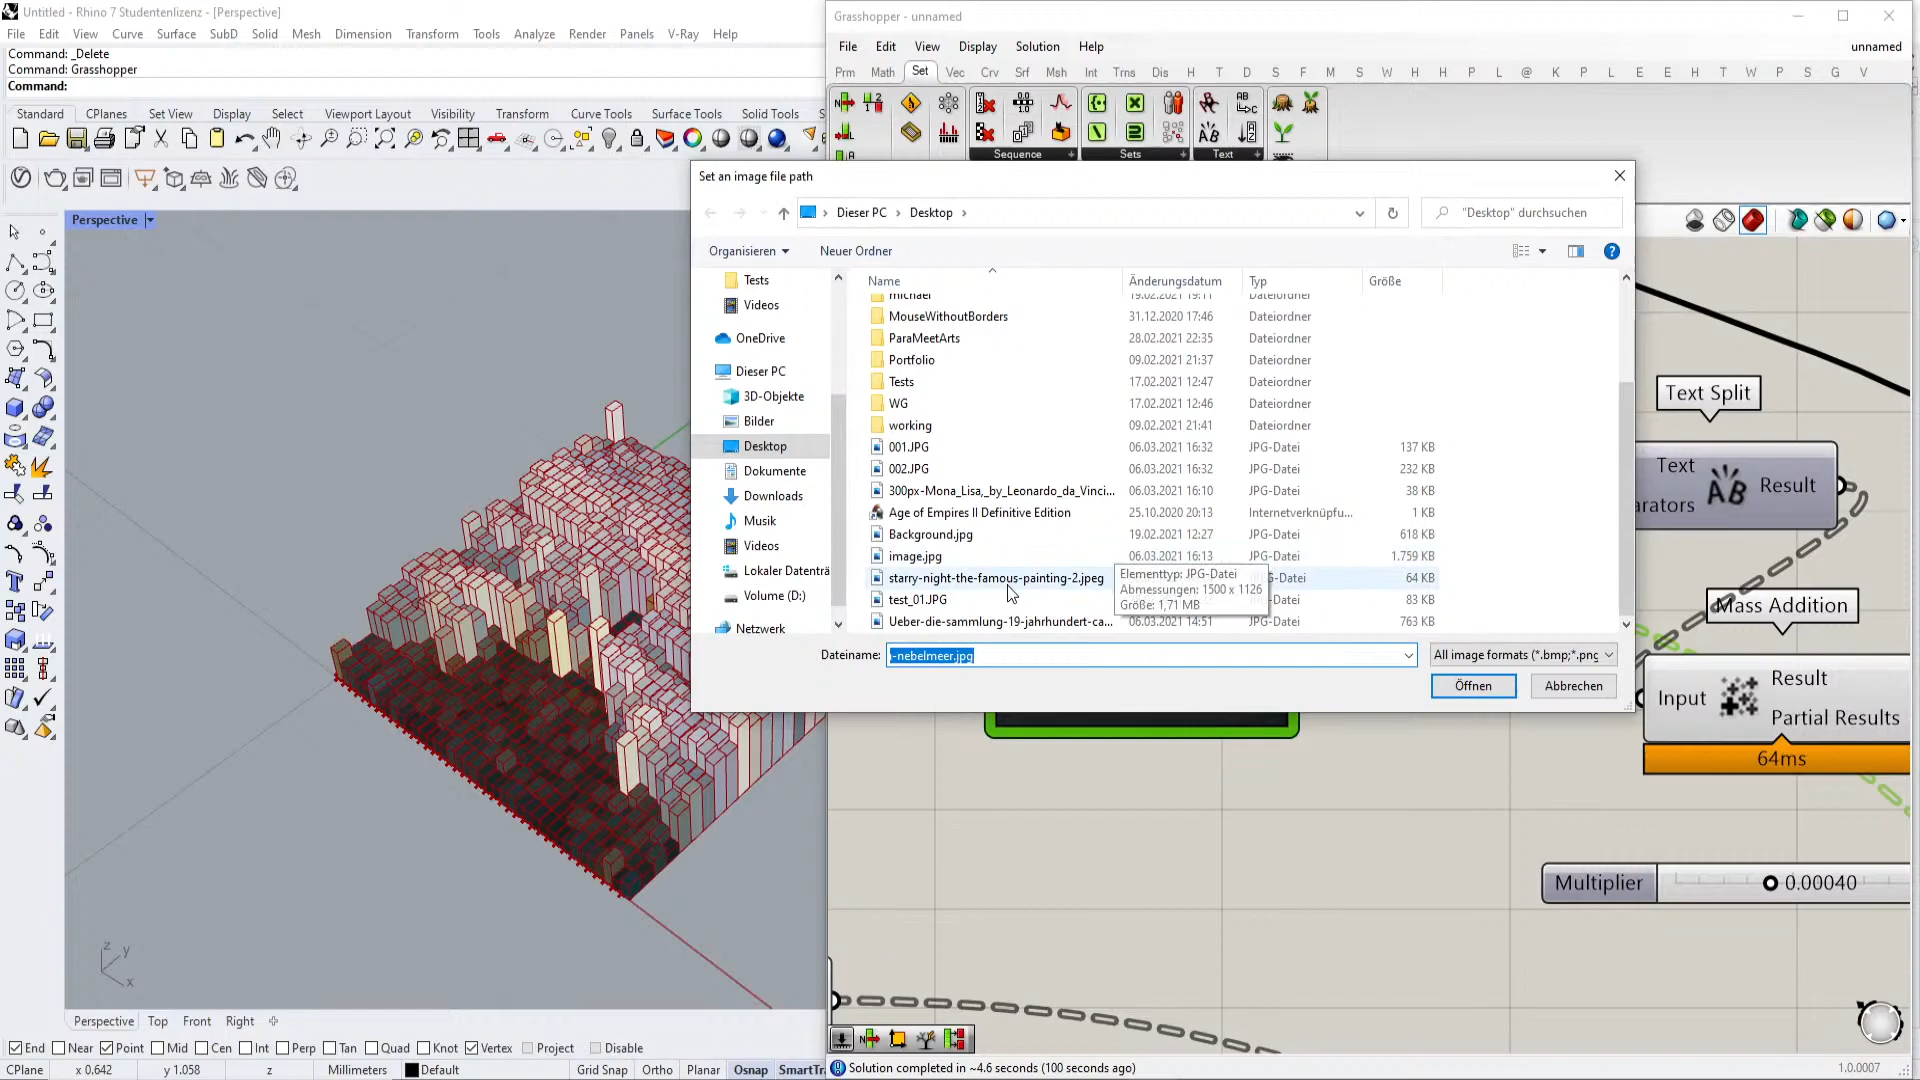 Untitled - Rhino 7 Studentenlizenz - [Perspective]
File Edit View Curve Surface SubD Solid Mesh Dimension Transform Tools Analyze Render Panels V-Ray Help
Command: _Delete
Command: Grasshopper
Command:
Standard CPlanes Set View Display Select Viewport Layout Visibility Transform Curve Tools Surface Tools Solid Tools
Perspective
Grasshopper - unnamed
File Edit View Display Solution Help unnamed
Prm Math Set Vec Crv Srf Msh Int Trns Dis H T D S F M S W H H P L @ K P L E E H T W P S G V
Sequence Sets Text
Set an image file path
Dieser PC Desktop "Desktop" durchsuchen
Organisieren Neuer Ordner
Tests
Videos
OneDrive
Dieser PC
3D-Objekte
Bilder
Desktop
Dokumente
Downloads
Musik
Videos
Lokaler Datenträ
Volume (D:)
Netzwerk
Name Änderungsdatum Typ Größe
michael 19.02.2021 19:11 Dateiordner
MouseWithoutBorders 31.12.2020 17:46 Dateiordner
ParaMeetArts 28.02.2021 22:35 Dateiordner
Portfolio 09.02.2021 21:37 Dateiordner
Tests 17.02.2021 12:47 Dateiordner
WG 17.02.2021 12:46 Dateiordner
working 09.02.2021 21:41 Dateiordner
001.JPG 06.03.2021 16:32 JPG-Datei 137 KB
002.JPG 06.03.2021 16:32 JPG-Datei 232 KB
300px-Mona_Lisa,_by_Leonardo_da_Vinci... 06.03.2021 16:10 JPG-Datei 38 KB
Age of Empires II Definitive Edition 25.10.2020 20:13 Internetverknüpfu... 1 KB
Background.jpg 19.02.2021 12:27 JPG-Datei 618 KB
image.jpg 06.03.2021 16:13 JPG-Datei 1.759 KB
starry-night-the-famous-painting-2.jpeg G-Datei 64 KB
test_01.JPG G-Datei 83 KB
Ueber-die-sammlung-19-jahrhundert-ca... 06.03.2021 14:51 JPG-Datei 763 KB
Elementtyp: JPG-Datei
Abmessungen: 1500 x 1126
Größe: 1,71 MB
Dateiname: -nebelmeer.jpg All image formats (*.bmp;*.png
Öffnen Abbrechen
Text Split
Text
arators
Result
Mass Addition
Input
Result
Partial Results
64ms
Multiplier 0.00040
z y
x
Perspective Top Front Right
End Near Point Mid Cen Int Perp Tan Quad Knot Vertex Project Disable
CPlane x 0.642 y 1.058 z Millimeters Default Grid Snap Ortho Planar Osnap SmartTra
Solution completed in ~4.6 seconds (100 seconds ago) 1.0.0007